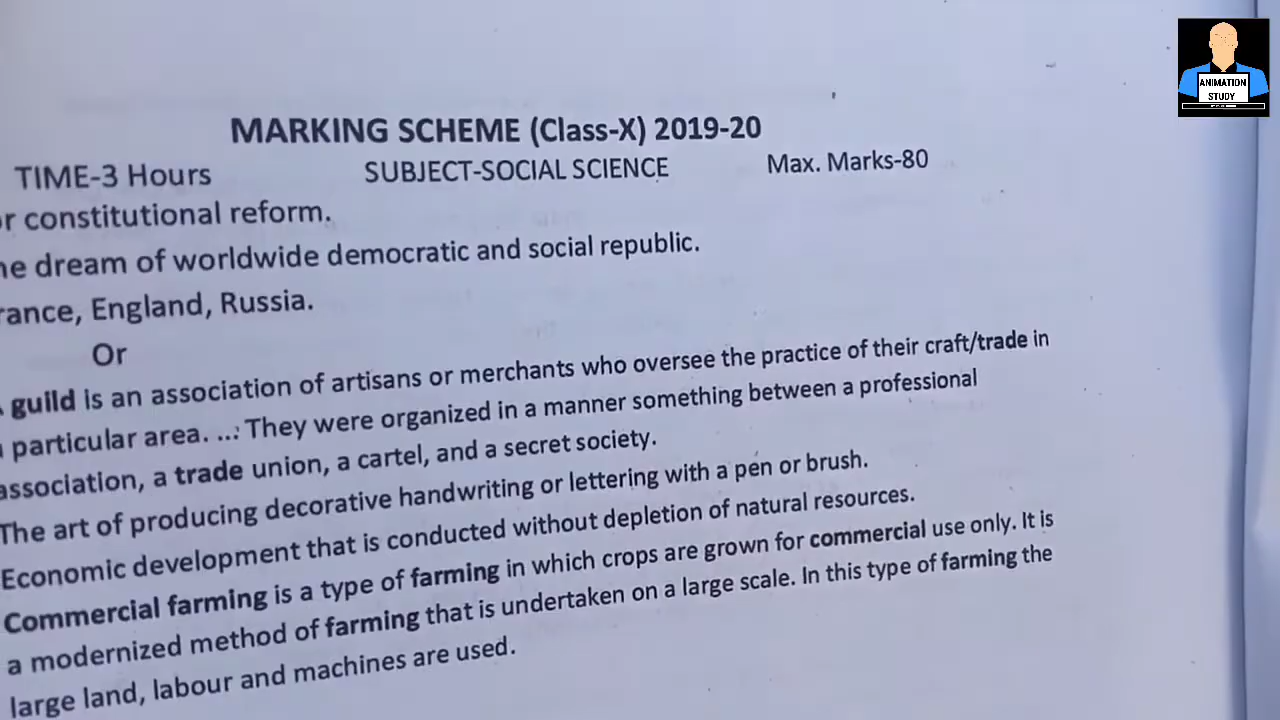 ANIMATION
STUDY
MARKING SCHEME (Class-X) 2019-20
TIME-3 Hours SUBJECT-SOCIAL SCIENCE Max. Marks-80
r constitutional reform.
e dream of worldwide democratic and social republic.
rance, England, Russia.
Or
guild is an association of artisans or merchants who oversee the practice of their craft/trade in
particular area. ...: They were organized in a manner something between a professional
association, a trade union, a cartel, and a secret society.
The art of producing decorative handwriting or lettering with a pen or brush.
Economic development that is conducted without depletion of natural resources.
Commercial farming is a type of farming in which crops are grown for commercial use only. It is
a modernized method of farming that is undertaken on a large scale. In this type of farming the
large land, labour and machines are used.